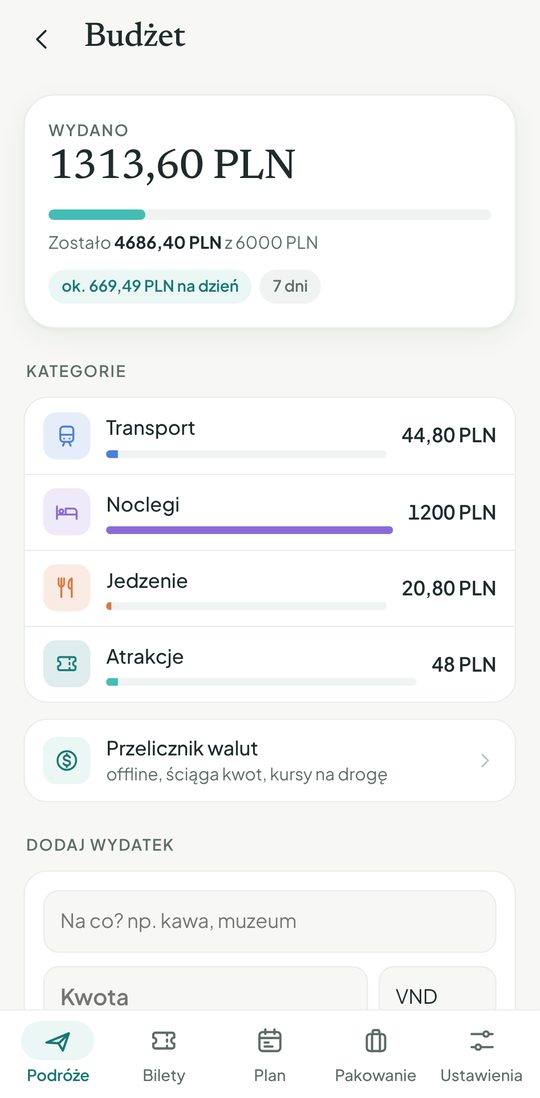 Budżet
WYDANO
1313,60 PLN
Zostało 4686,40 PLN z 6000 PLN
ok. 669,49 PLN na dzień
7 dni
KATEGORIE
Transport
44,80 PLN
Noclegi
1200 PLN
Jedzenie
20,80 PLN
Atrakcje
48 PLN
Przelicznik walut
offline, ściąga kwot, kursy na drogę
DODAJ WYDATEK
Na co? np. kawa, muzeum
Kwota
VND
Podróże
Bilety
Plan
Pakowanie
Ustawienia